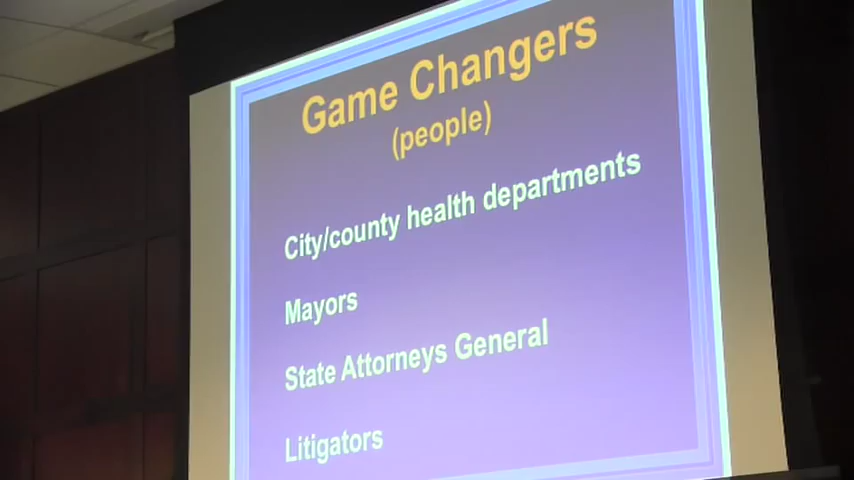 Game Changers
(people)
City/county health departments
Mayors
State Attorneys General
Litigators